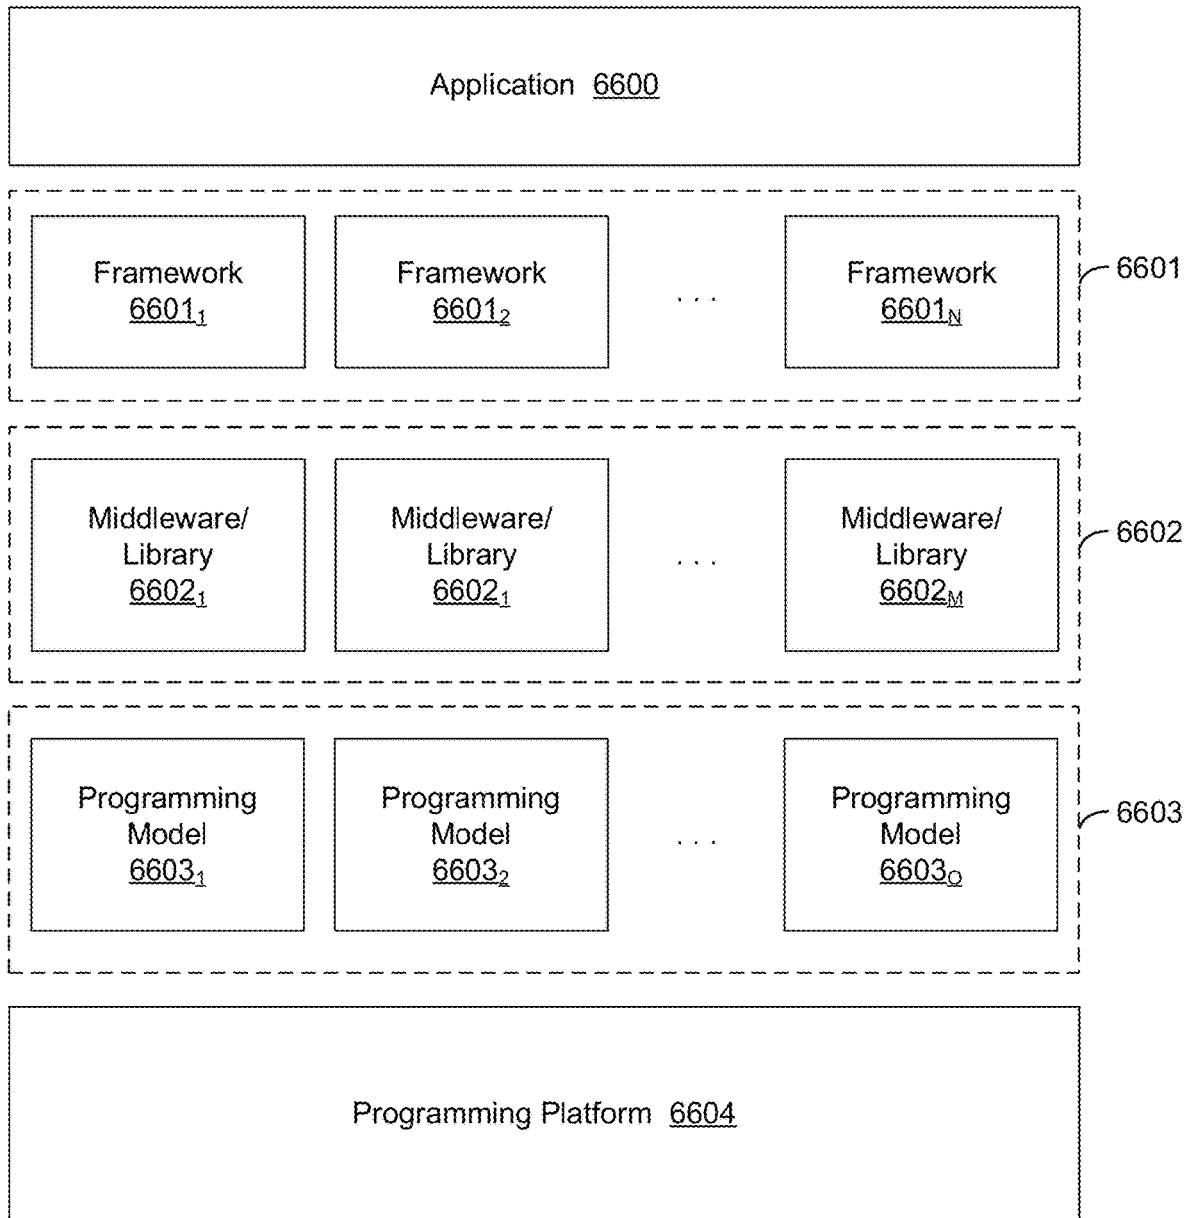 Application 6600
Framework Framework Framework
6601₁ 6601₂ . . . 6601N
6601
Middleware/ Middleware/ Middleware/
Library Library . . . Library
6602₁ 6602₁ 6602M
6602
Programming Programming Programming
Model Model . . . Model
6603₁ 6603₂ 6603O
6603
Programming Platform 6604